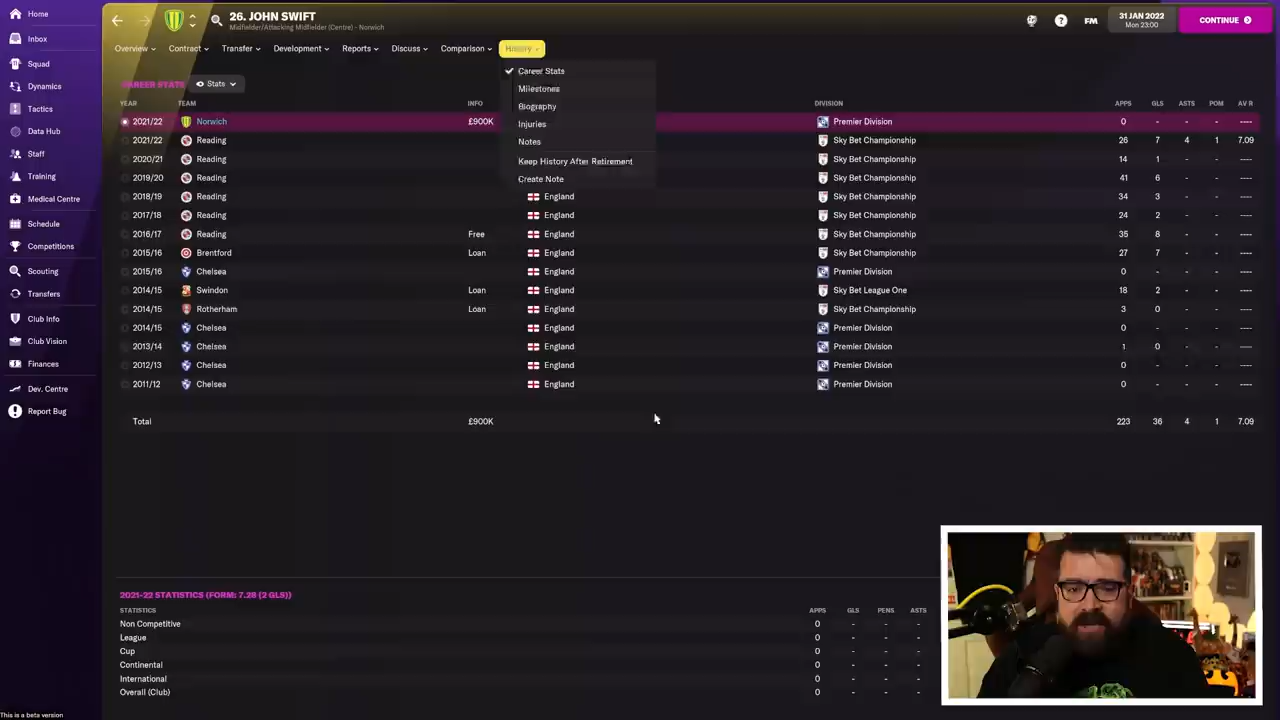 Home
Inbox
Squad
Dynamics
Tactics
Data Hub
Staff
Training
Medical Centre
Schedule
Competitions
Scouting
Transfers
Club Info
Club Vision
Finances
Dev. Centre
Report Bug
This is a beta version
26. JOHN SWIFT
Midfielder/Attacking Midfielder (Centre) - Norwich
FM
31 JAN 2022
Mon 23:00
CONTINUE
Overview Contract Transfer Development Reports Discuss Comparison History
Career Stats
Milestones
Biography
Injuries
Notes
Keep History After Retirement
Create Note
CAREER STATS Stats
YEAR TEAM INFO DIVISION APPS GLS ASTS POM AV R
2021/22 Norwich £900K Premier Division 0 - - - ----
2021/22 Reading Sky Bet Championship 26 7 4 1 7.09
2020/21 Reading Sky Bet Championship 14 1 - - ----
2019/20 Reading Sky Bet Championship 41 6 - - ----
2018/19 Reading England Sky Bet Championship 34 3 - - ----
2017/18 Reading England Sky Bet Championship 24 2 - - ----
2016/17 Reading Free England Sky Bet Championship 35 8 - - ----
2015/16 Brentford Loan England Sky Bet Championship 27 7 - - ----
2015/16 Chelsea England Premier Division 0 - - - ----
2014/15 Swindon Loan England Sky Bet League One 18 2 - - ----
2014/15 Rotherham Loan England Sky Bet Championship 3 0 - - ----
2014/15 Chelsea England Premier Division 0 - - - ----
2013/14 Chelsea England Premier Division 1 0 - - ----
2012/13 Chelsea England Premier Division 0 - - - ----
2011/12 Chelsea England Premier Division 0 - - - ----
Total £900K 223 36 4 1 7.09
2021-22 STATISTICS (FORM: 7.28 (2 GLS))
STATISTICS APPS GLS PENS ASTS
Non Competitive 0 - - -
League 0 - - -
Cup 0 - - -
Continental 0 - - -
International 0 - - -
Overall (Club) 0 - - -